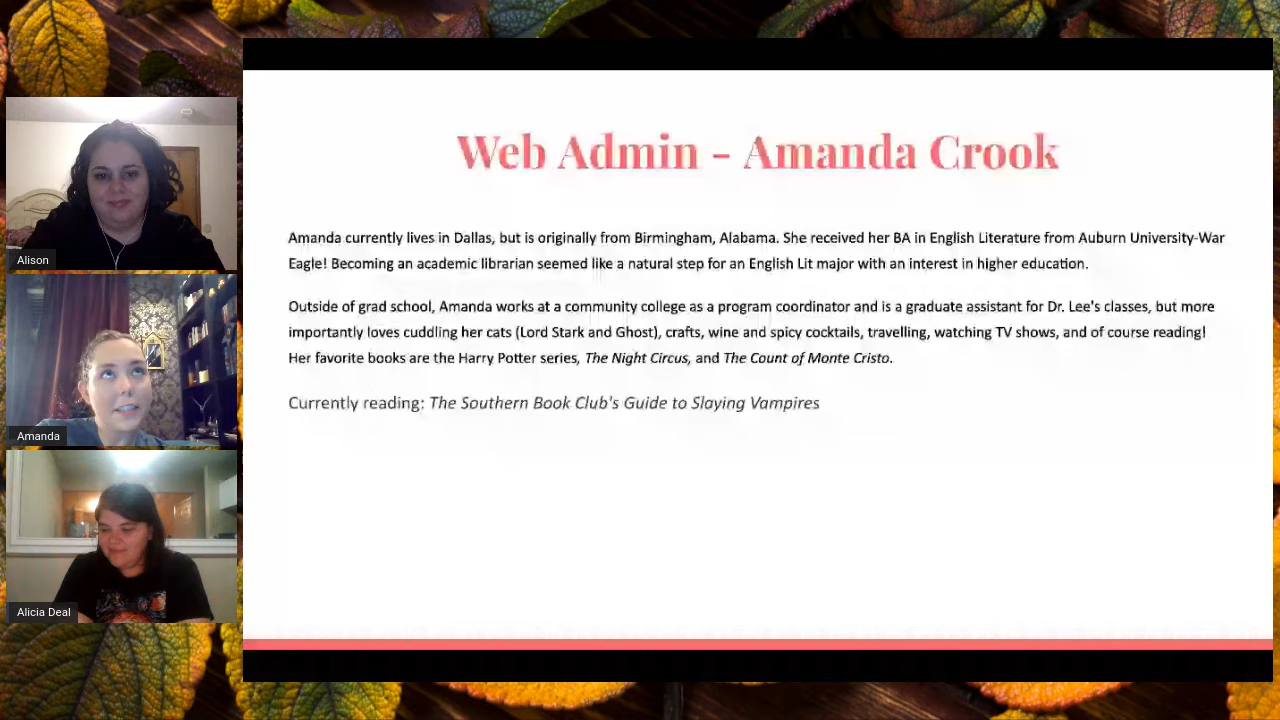 Alison
Amanda
Alicia Deal
Web Admin – Amanda Crook
Amanda currently lives in Dallas, but is originally from Birmingham, Alabama. She received her BA in English Literature from Auburn University-War
Eagle! Becoming an academic librarian seemed like a natural step for an English Lit major with an interest in higher education.
Outside of grad school, Amanda works at a community college as a program coordinator and is a graduate assistant for Dr. Lee's classes, but more
importantly loves cuddling her cats (Lord Stark and Ghost), crafts, wine and spicy cocktails, travelling, watching TV shows, and of course reading!
Her favorite books are the Harry Potter series, The Night Circus, and The Count of Monte Cristo.
Currently reading: The Southern Book Club's Guide to Slaying Vampires